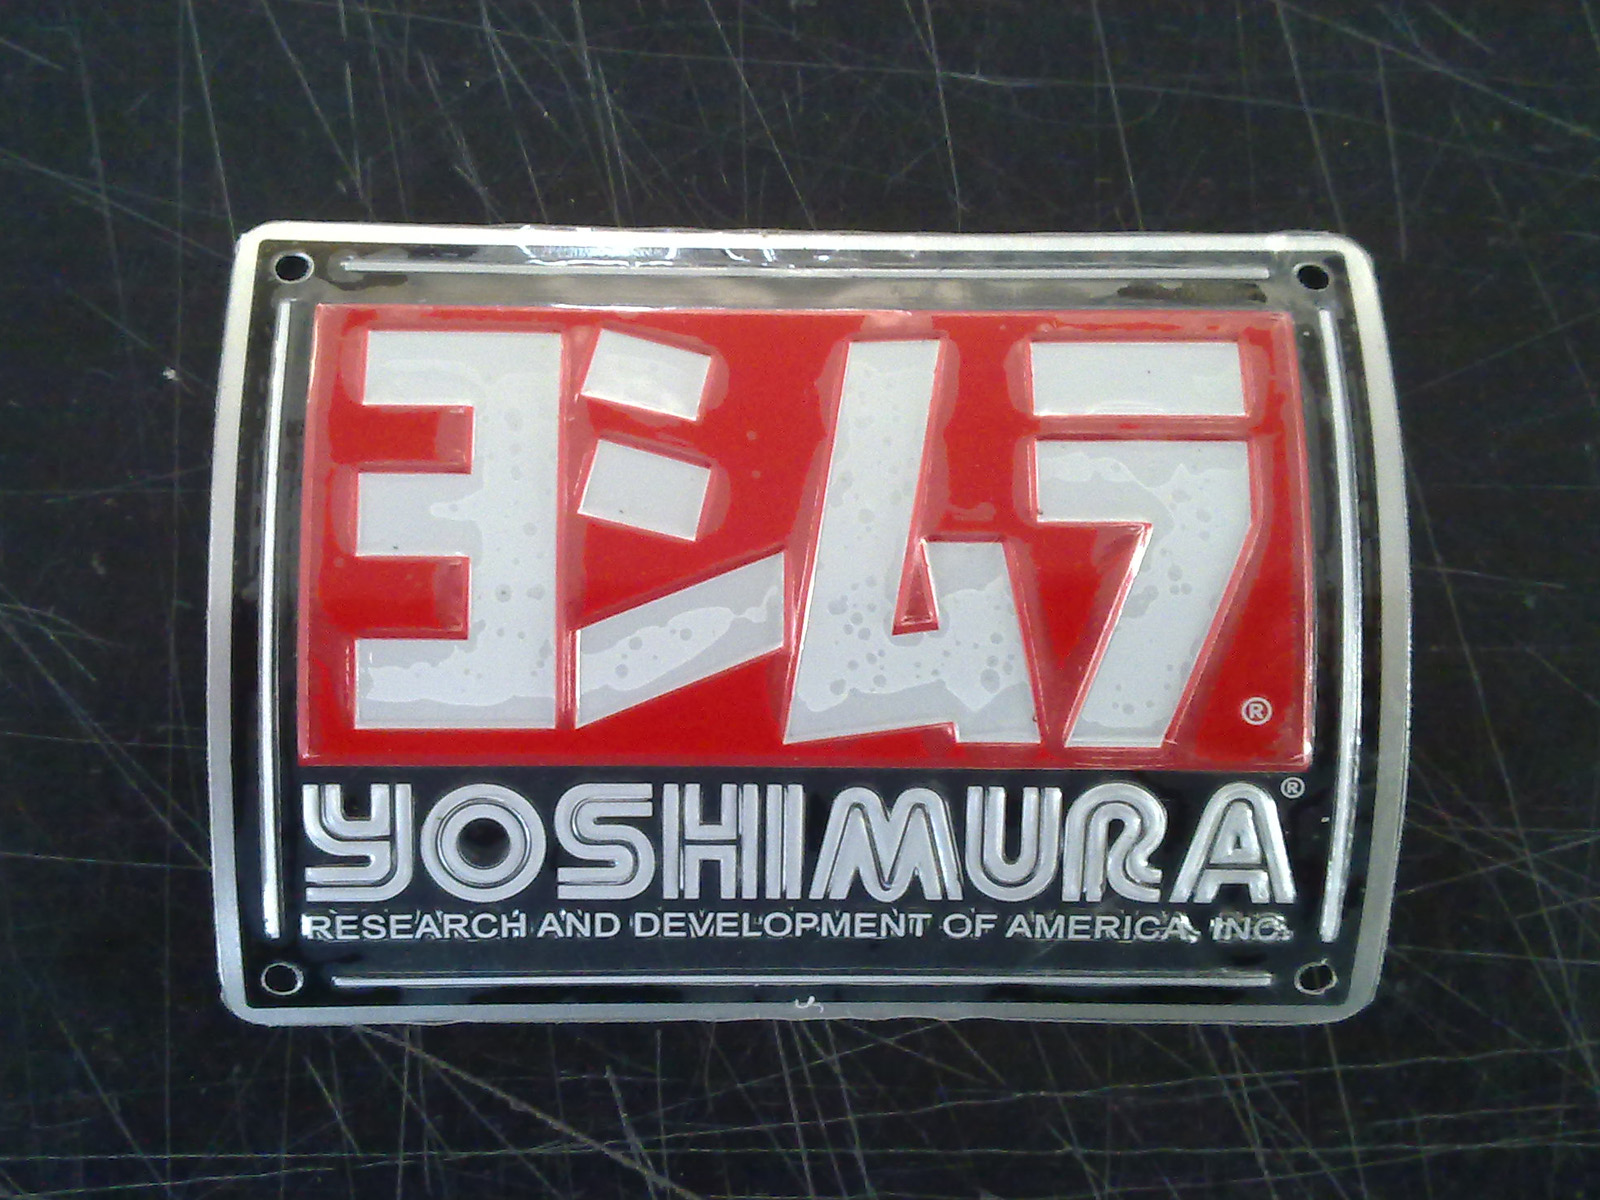 ヨシムラ®
YOSHIMURA®
RESEARCH AND DEVELOPMENT OF AMERICA, INC.